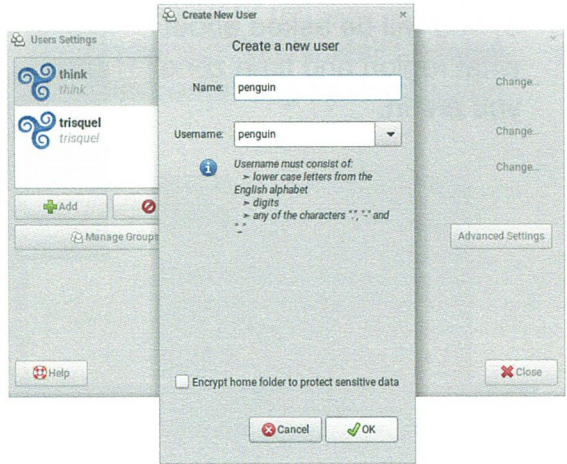 Create New User
Create a new user
Name: penguin
Username: penguin
Username must consist of:
➢ lower case letters from the
English alphabet
➢ digits
➢ any of the characters ".", "-" and
"_"
Encrypt home folder to protect sensitive data
Cancel
OK
Users Settings
think
think
trisquel
trisquel
Add
Manage Groups
Help
Change...
Change...
Change...
Advanced Settings
Close